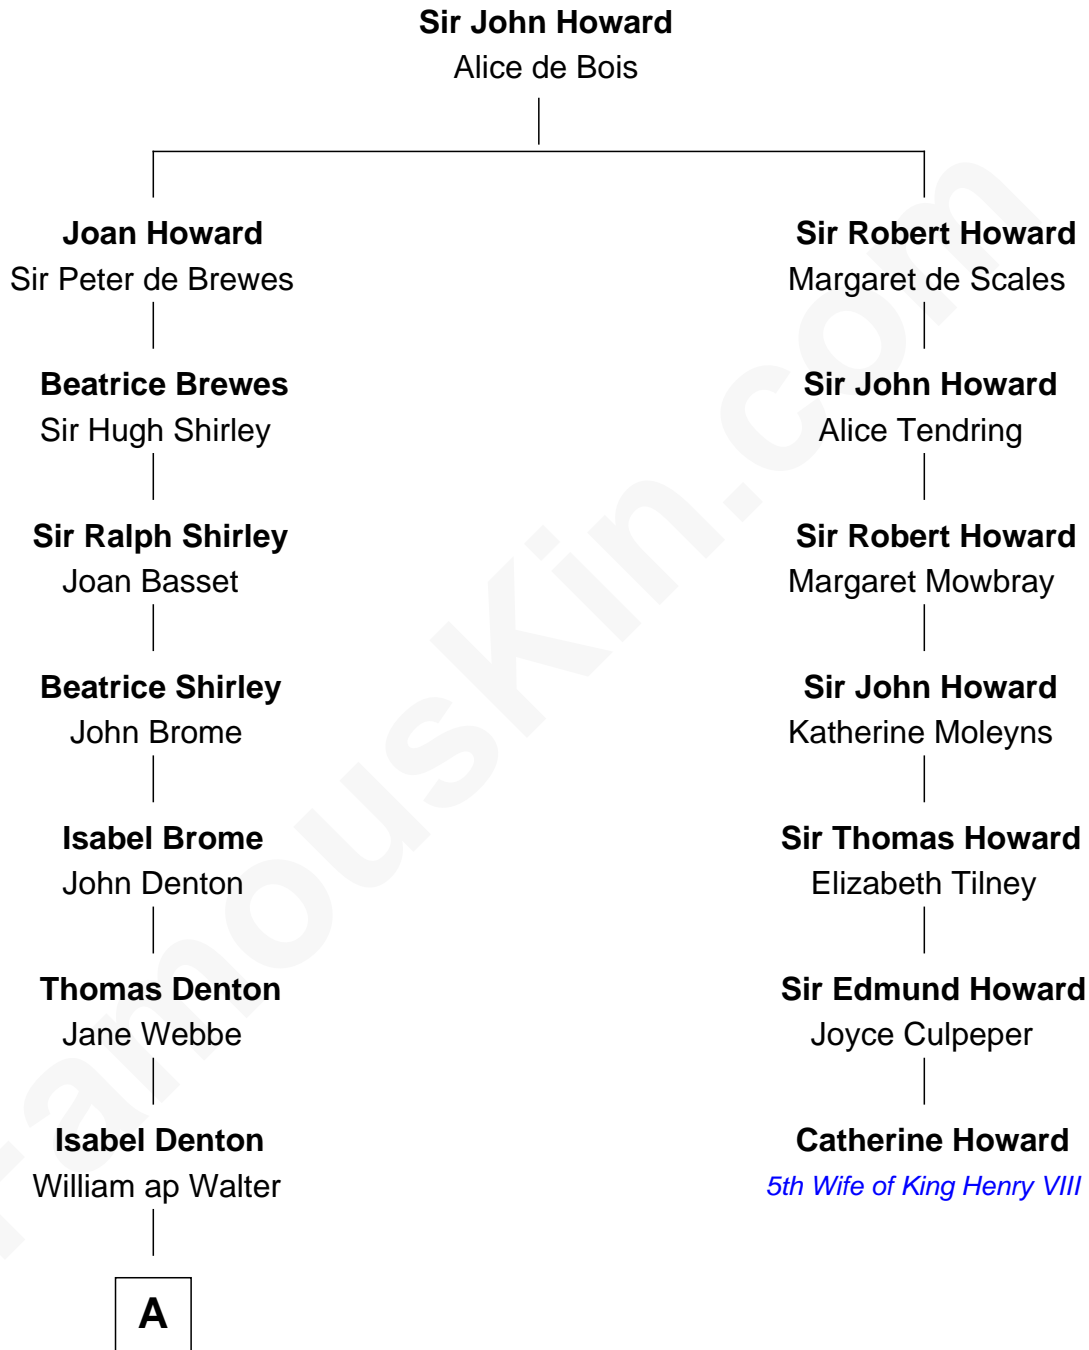 Sir John Howard
Alice de Bois
Joan Howard
Sir Peter de Brewes
Beatrice Brewes
Sir Hugh Shirley
Sir Ralph Shirley
Joan Basset
Beatrice Shirley
John Brome
Isabel Brome
John Denton
Thomas Denton
Jane Webbe
Isabel Denton
William ap Walter
A
Sir Robert Howard
Margaret de Scales
Sir John Howard
Alice Tendring
Sir Robert Howard
Margaret Mowbray
Sir John Howard
Katherine Moleyns
Sir Thomas Howard
Elizabeth Tilney
Sir Edmund Howard
Joyce Culpeper
Catherine Howard
5th Wife of King Henry VIII
FamousKin.com